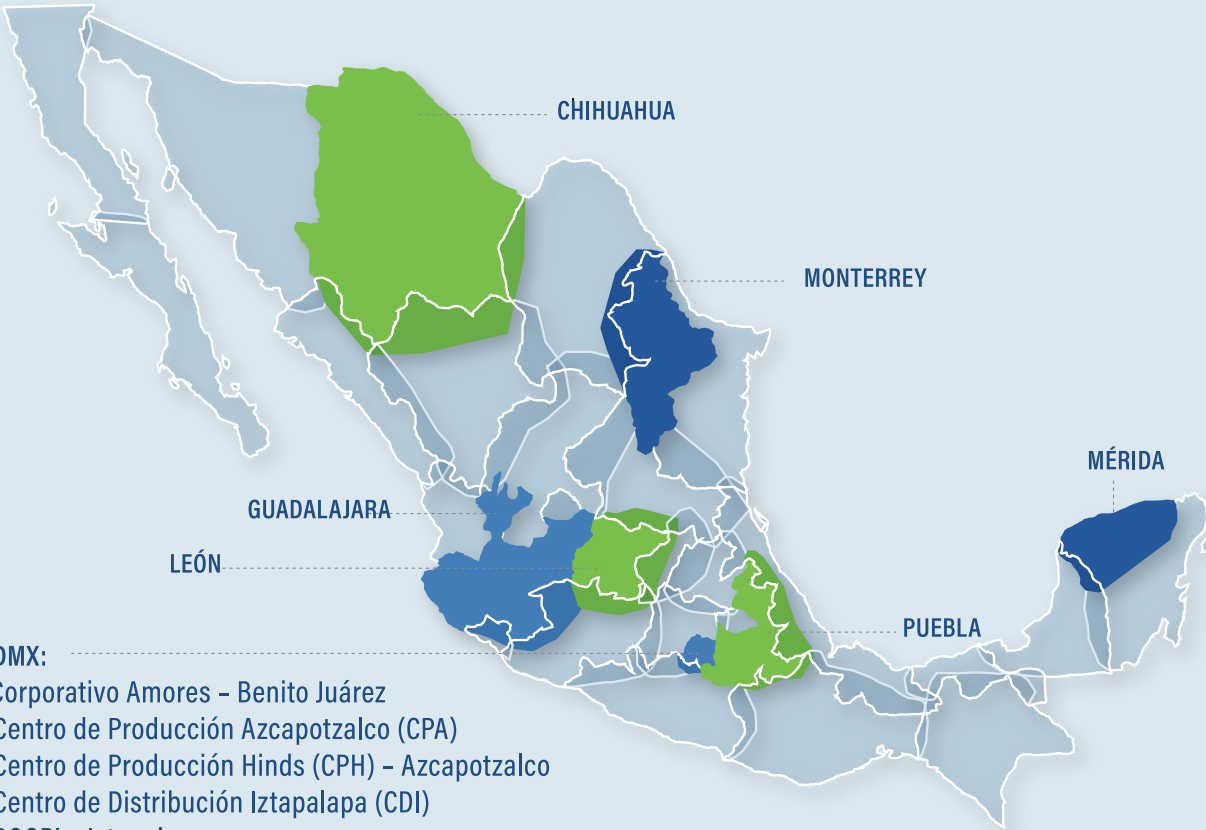 CHIHUAHUA
MONTERREY
MÉRIDA
GUADALAJARA
LEÓN
PUEBLA
DMX:
Corporativo Amores – Benito Juárez
Centro de Producción Azcapotzalco (CPA)
Centro de Producción Hinds (CPH) – Azcapotzalco
Centro de Distribución Iztapalapa (CDI)